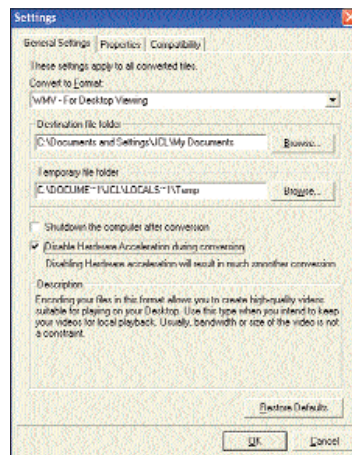 Settings
General Settings Properties Compatibility
These settings apply to all converted files.
Convert to Format:
WMV - For Desktop Viewing
Destination file folder
C:\Documents and Settings\JCL\My Documents Browse...
Temporary file folder
C:\DOCUME~1\JCL\LOCALS~1\Temp Browse...
Shutdown the computer after conversion
Disable Hardware Acceleration during conversion
Disabling Hardware acceleration will result in much smoother conversion
Description
Encoding your files in this format allows you to create high-quality videos
suitable for playing on your Desktop. Use this type when you intend to keep
your videos for local playback. Usually, bandwidth or size of the video is not
a constraint.
Restore Defaults
OK Cancel